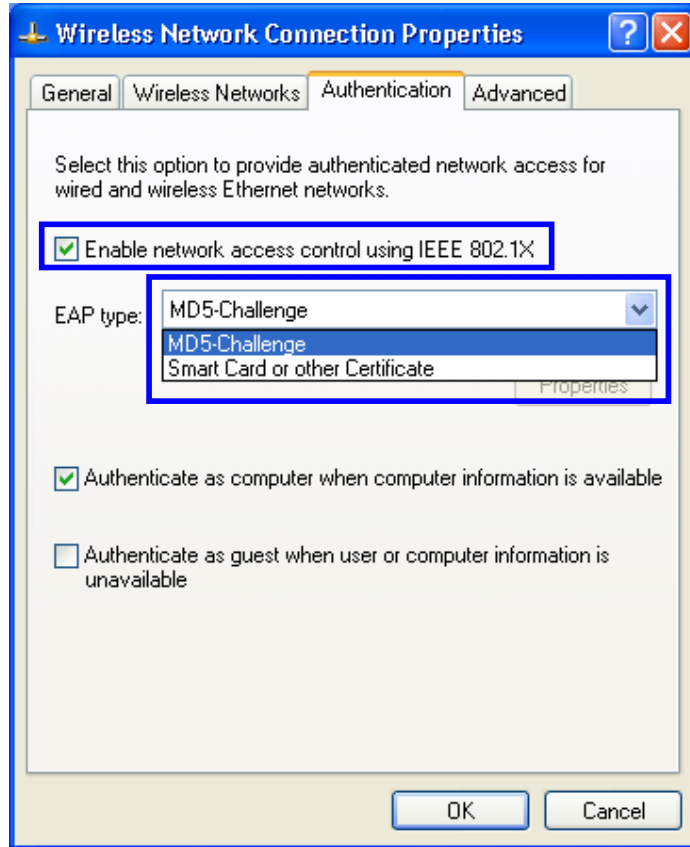 Wireless Network Connection Properties
General Wireless Networks Authentication Advanced
Select this option to provide authenticated network access for
wired and wireless Ethernet networks.
Enable network access control using IEEE 802.1X
EAP type: MD5-Challenge
MD5-Challenge
Smart Card or other Certificate
Properties
Authenticate as computer when computer information is available
Authenticate as guest when user or computer information is
unavailable
OK Cancel